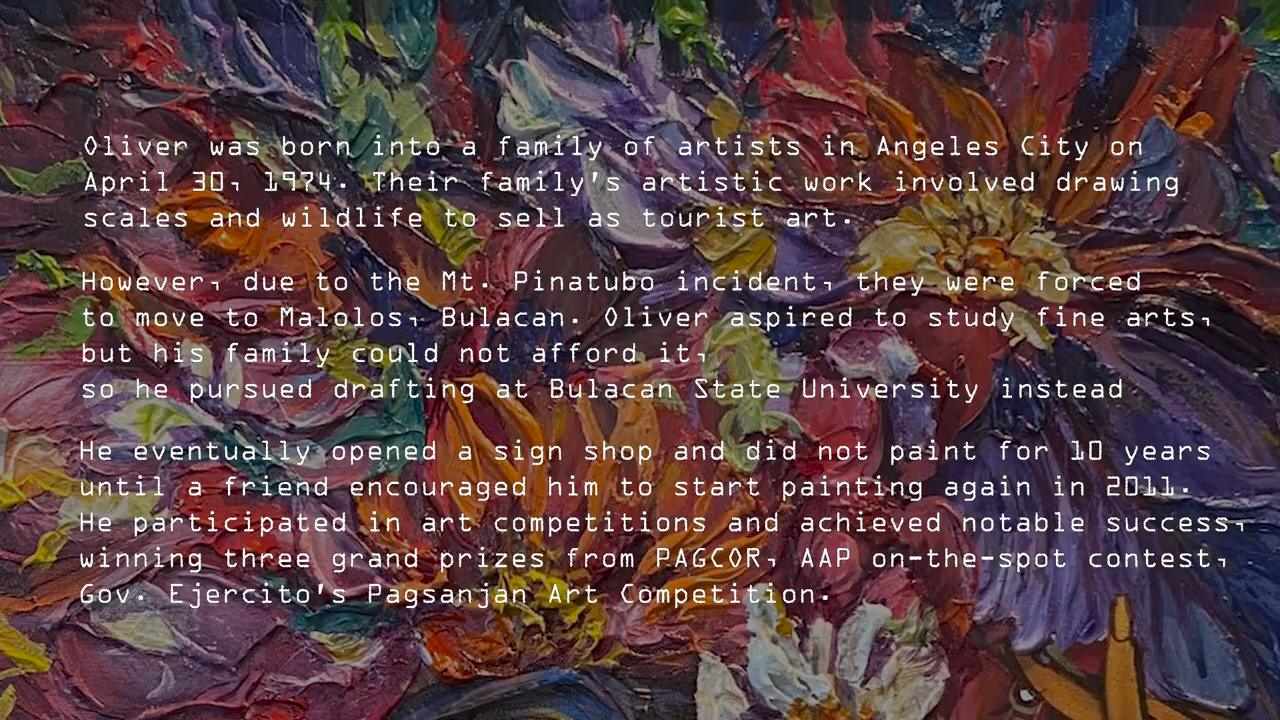 Oliver was born into a family of artists in Angeles City on
April 30, 1974. Their family's artistic work involved drawing
scales and wildlife to sell as tourist art.
However, due to the Mt. Pinatubo incident, they were forced
to move to Malolos, Bulacan. Oliver aspired to study fine arts,
but his family could not afford it,
so he pursued drafting at Bulacan State University instead
He eventually opened a sign shop and did not paint for 10 years
until a friend encouraged him to start painting again in 2011.
He participated in art competitions and achieved notable success,
winning three grand prizes from PAGCOR, AAP on-the-spot contest,
Gov. Ejercito's Pagsanjan Art Competition.